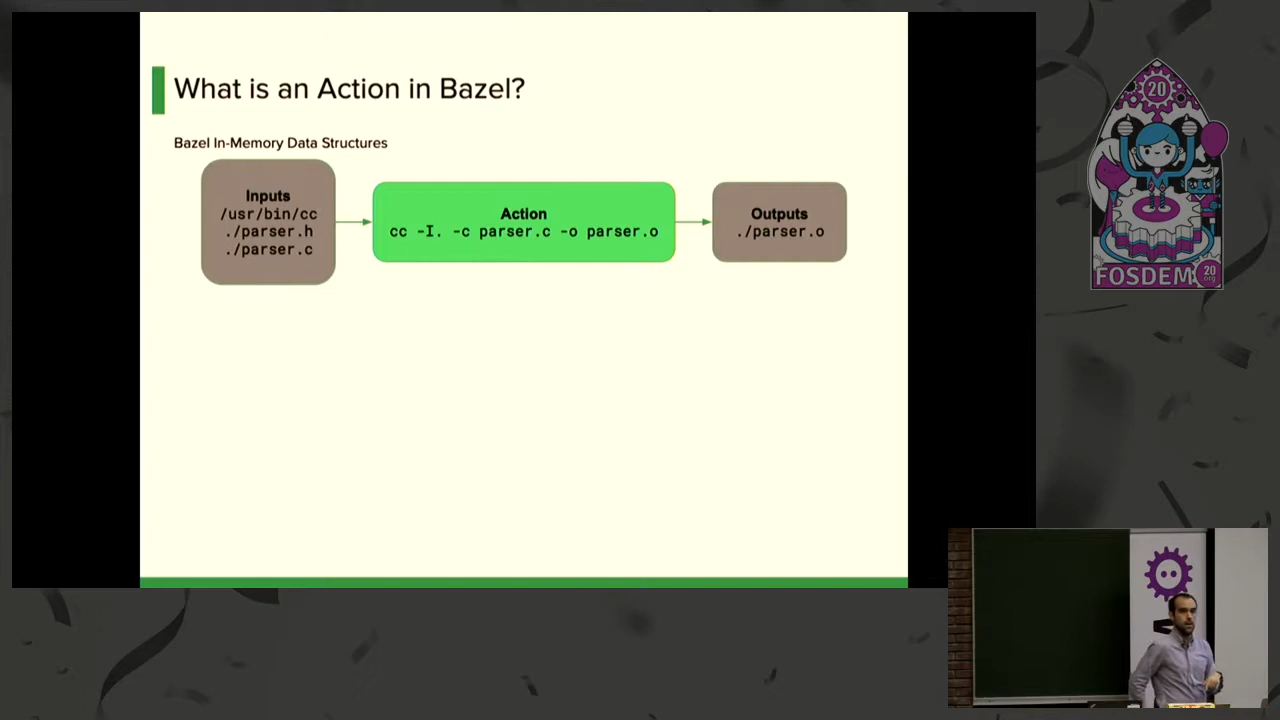 What is an Action in Bazel?
Bazel In-Memory Data Structures
Inputs
/usr/bin/cc
./parser.h
./parser.c
Action
cc -I. -c parser.c -o parser.o
Outputs
./parser.o
20
FOSDEM
20
.org